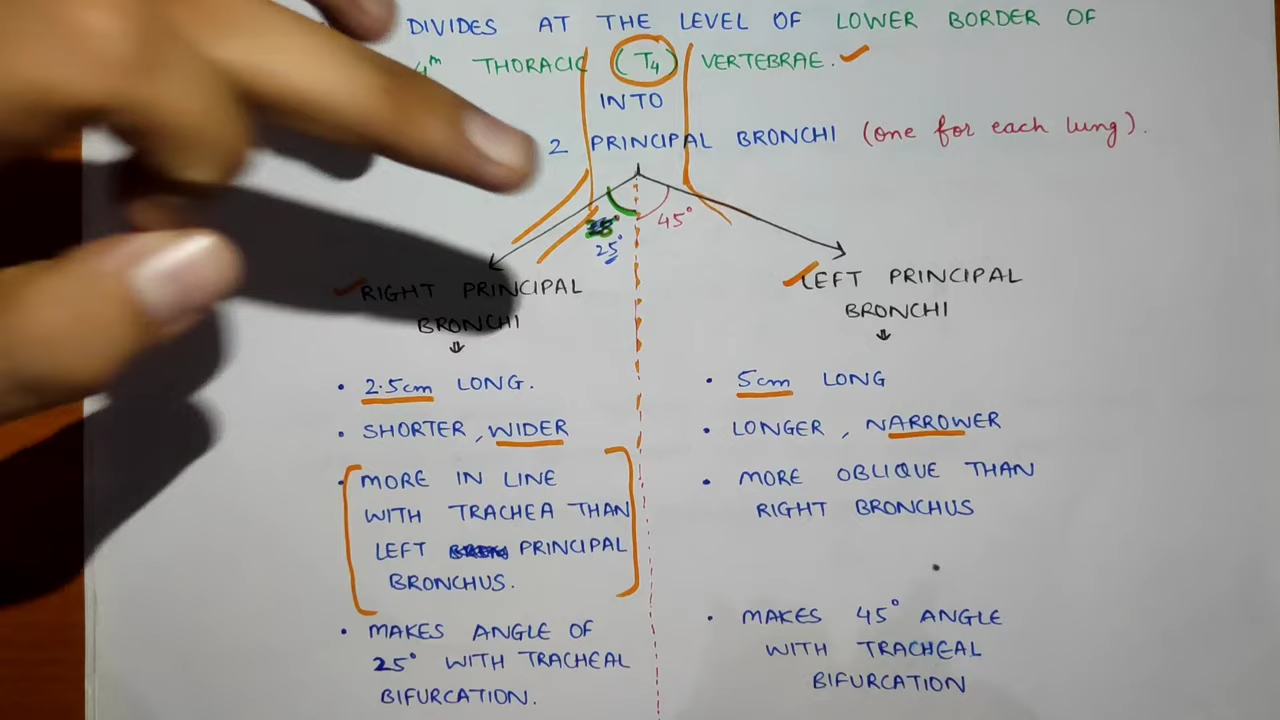 DIVIDES AT THE LEVEL OF LOWER BORDER OF
4th THORACIC (T4) VERTEBRAE.
INTO
2 PRINCIPAL BRONCHI (one for each lung).
45°
25°
RIGHT PRINCIPAL
BRONCHI
• 2.5cm LONG.
• SHORTER, WIDER
• MORE IN LINE
WITH TRACHEA THAN
LEFT PRINCIPAL
BRONCHUS.
• MAKES ANGLE OF
25° WITH TRACHEAL
BIFURCATION.
LEFT PRINCIPAL
BRONCHI
• 5cm LONG
• LONGER, NARROWER
• MORE OBLIQUE THAN
RIGHT BRONCHUS
• MAKES 45° ANGLE
WITH TRACHEAL
BIFURCATION